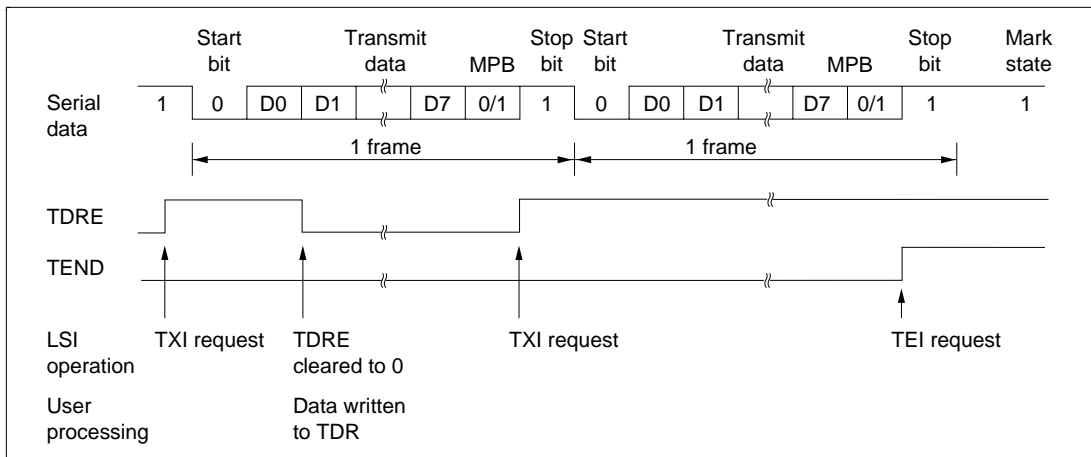 Start bit Transmit data MPB Stop bit Start bit Transmit data MPB Stop bit Mark state
Serial data 1 0 D0 D1 D7 0/1 1 0 D0 D1 D7 0/1 1 1
1 frame 1 frame
TDRE
TEND
LSI operation TXI request TDRE cleared to 0 TXI request TEI request
User processing Data written to TDR